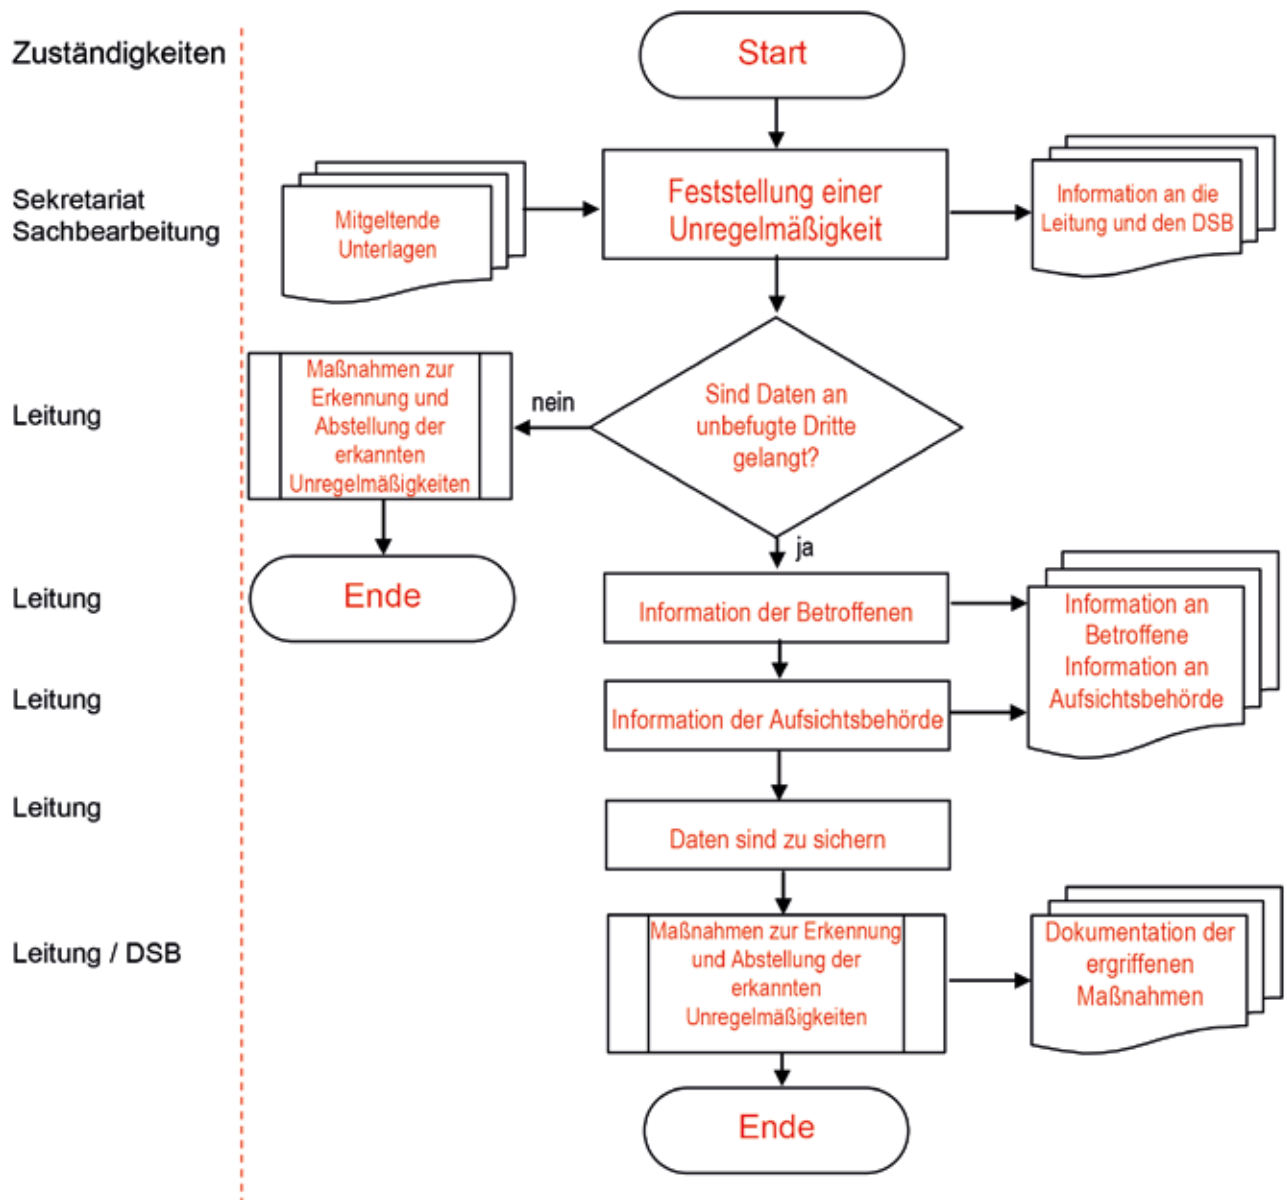 Zuständigkeiten
Start
Sekretariat
Sachbearbeitung
Mitgeltende
Unterlagen
Feststellung einer
Unregelmäßigkeit
Information an die
Leitung und den DSB
Leitung
Maßnahmen zur
Erkennung und
Abstellung der
erkannten
Unregelmäßigkeiten
nein
Sind Daten an
unbefugte Dritte
gelangt?
ja
Leitung
Ende
Information der Betroffenen
Information an
Betroffene
Information an
Aufsichtsbehörde
Leitung
Information der Aufsichtsbehörde
Leitung
Daten sind zu sichern
Leitung / DSB
Maßnahmen zur Erkennung
und Abstellung der
erkannten
Unregelmäßigkeiten
Dokumentation der
ergriffenen
Maßnahmen
Ende